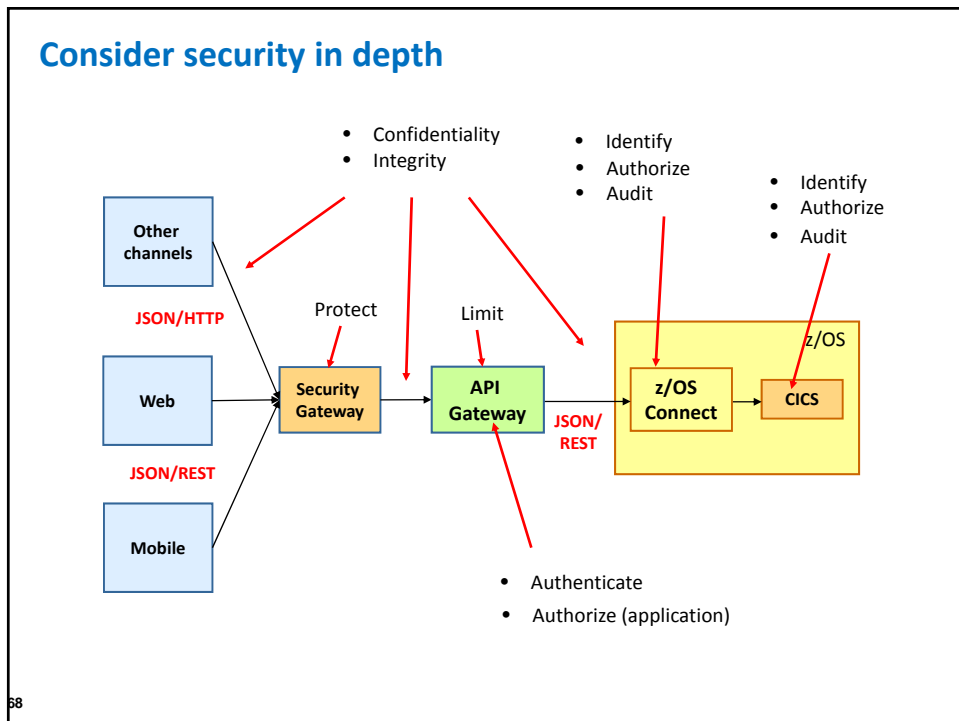 Consider security in depth
• Confidentiality
• Integrity
• Identify
• Authorize
• Audit
• Identify
• Authorize
• Audit
Other
channels
JSON/HTTP
Protect
Limit
z/OS
Web
Security
Gateway
API
Gateway
z/OS
Connect
CICS
JSON/
REST
JSON/REST
Mobile
• Authenticate
• Authorize (application)
68